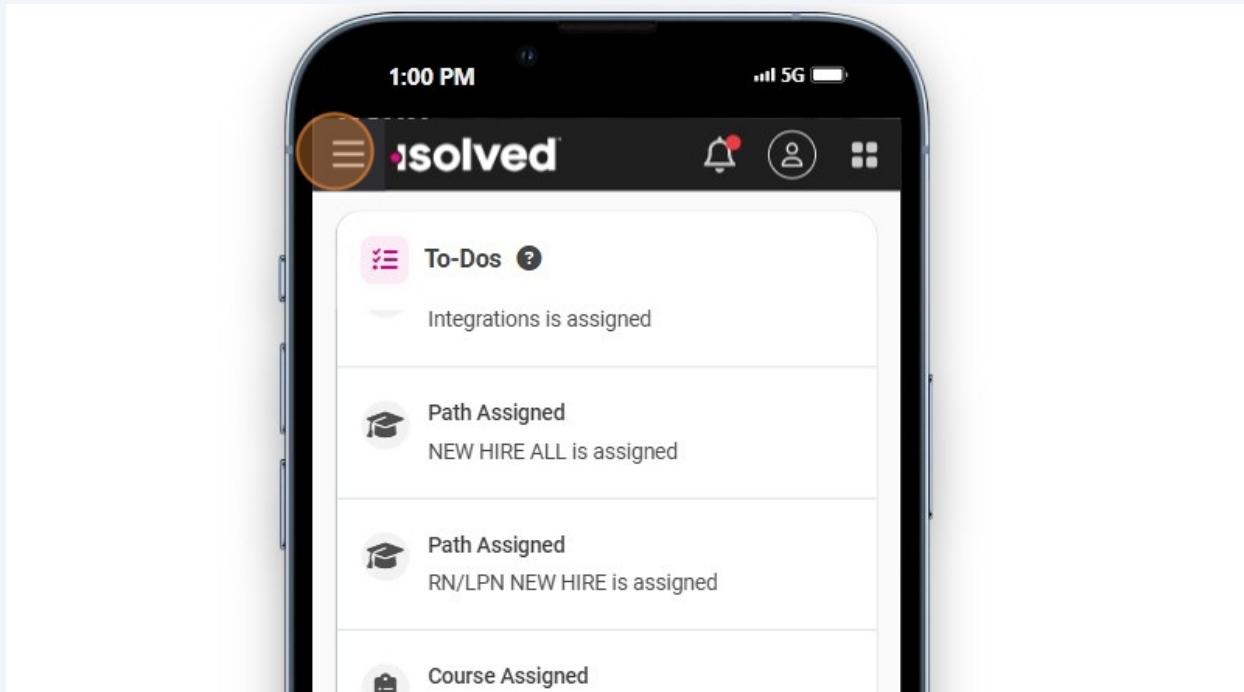 1:00 PM 5G
isolved
To-Dos ?
Integrations is assigned
Path Assigned
NEW HIRE ALL is assigned
Path Assigned
RN/LPN NEW HIRE is assigned
Course Assigned